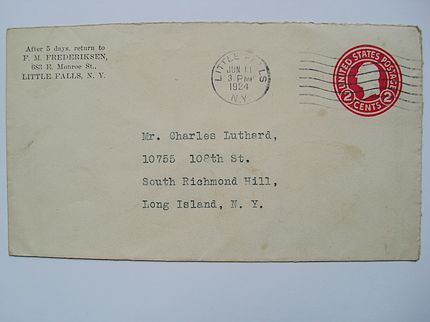 After 5 days, return to
F. M. FREDERIKSEN,
683 E. Monroe St.,
LITTLE FALLS, N. Y.
LITTLE FALLS
JUN 11
3 PM
1924
N.Y.
UNITED STATES POSTAGE
2 CENTS 2
Mr. Charles Luthard,
10755 108th St.
South Richmond Hill,
Long Island, N. Y.